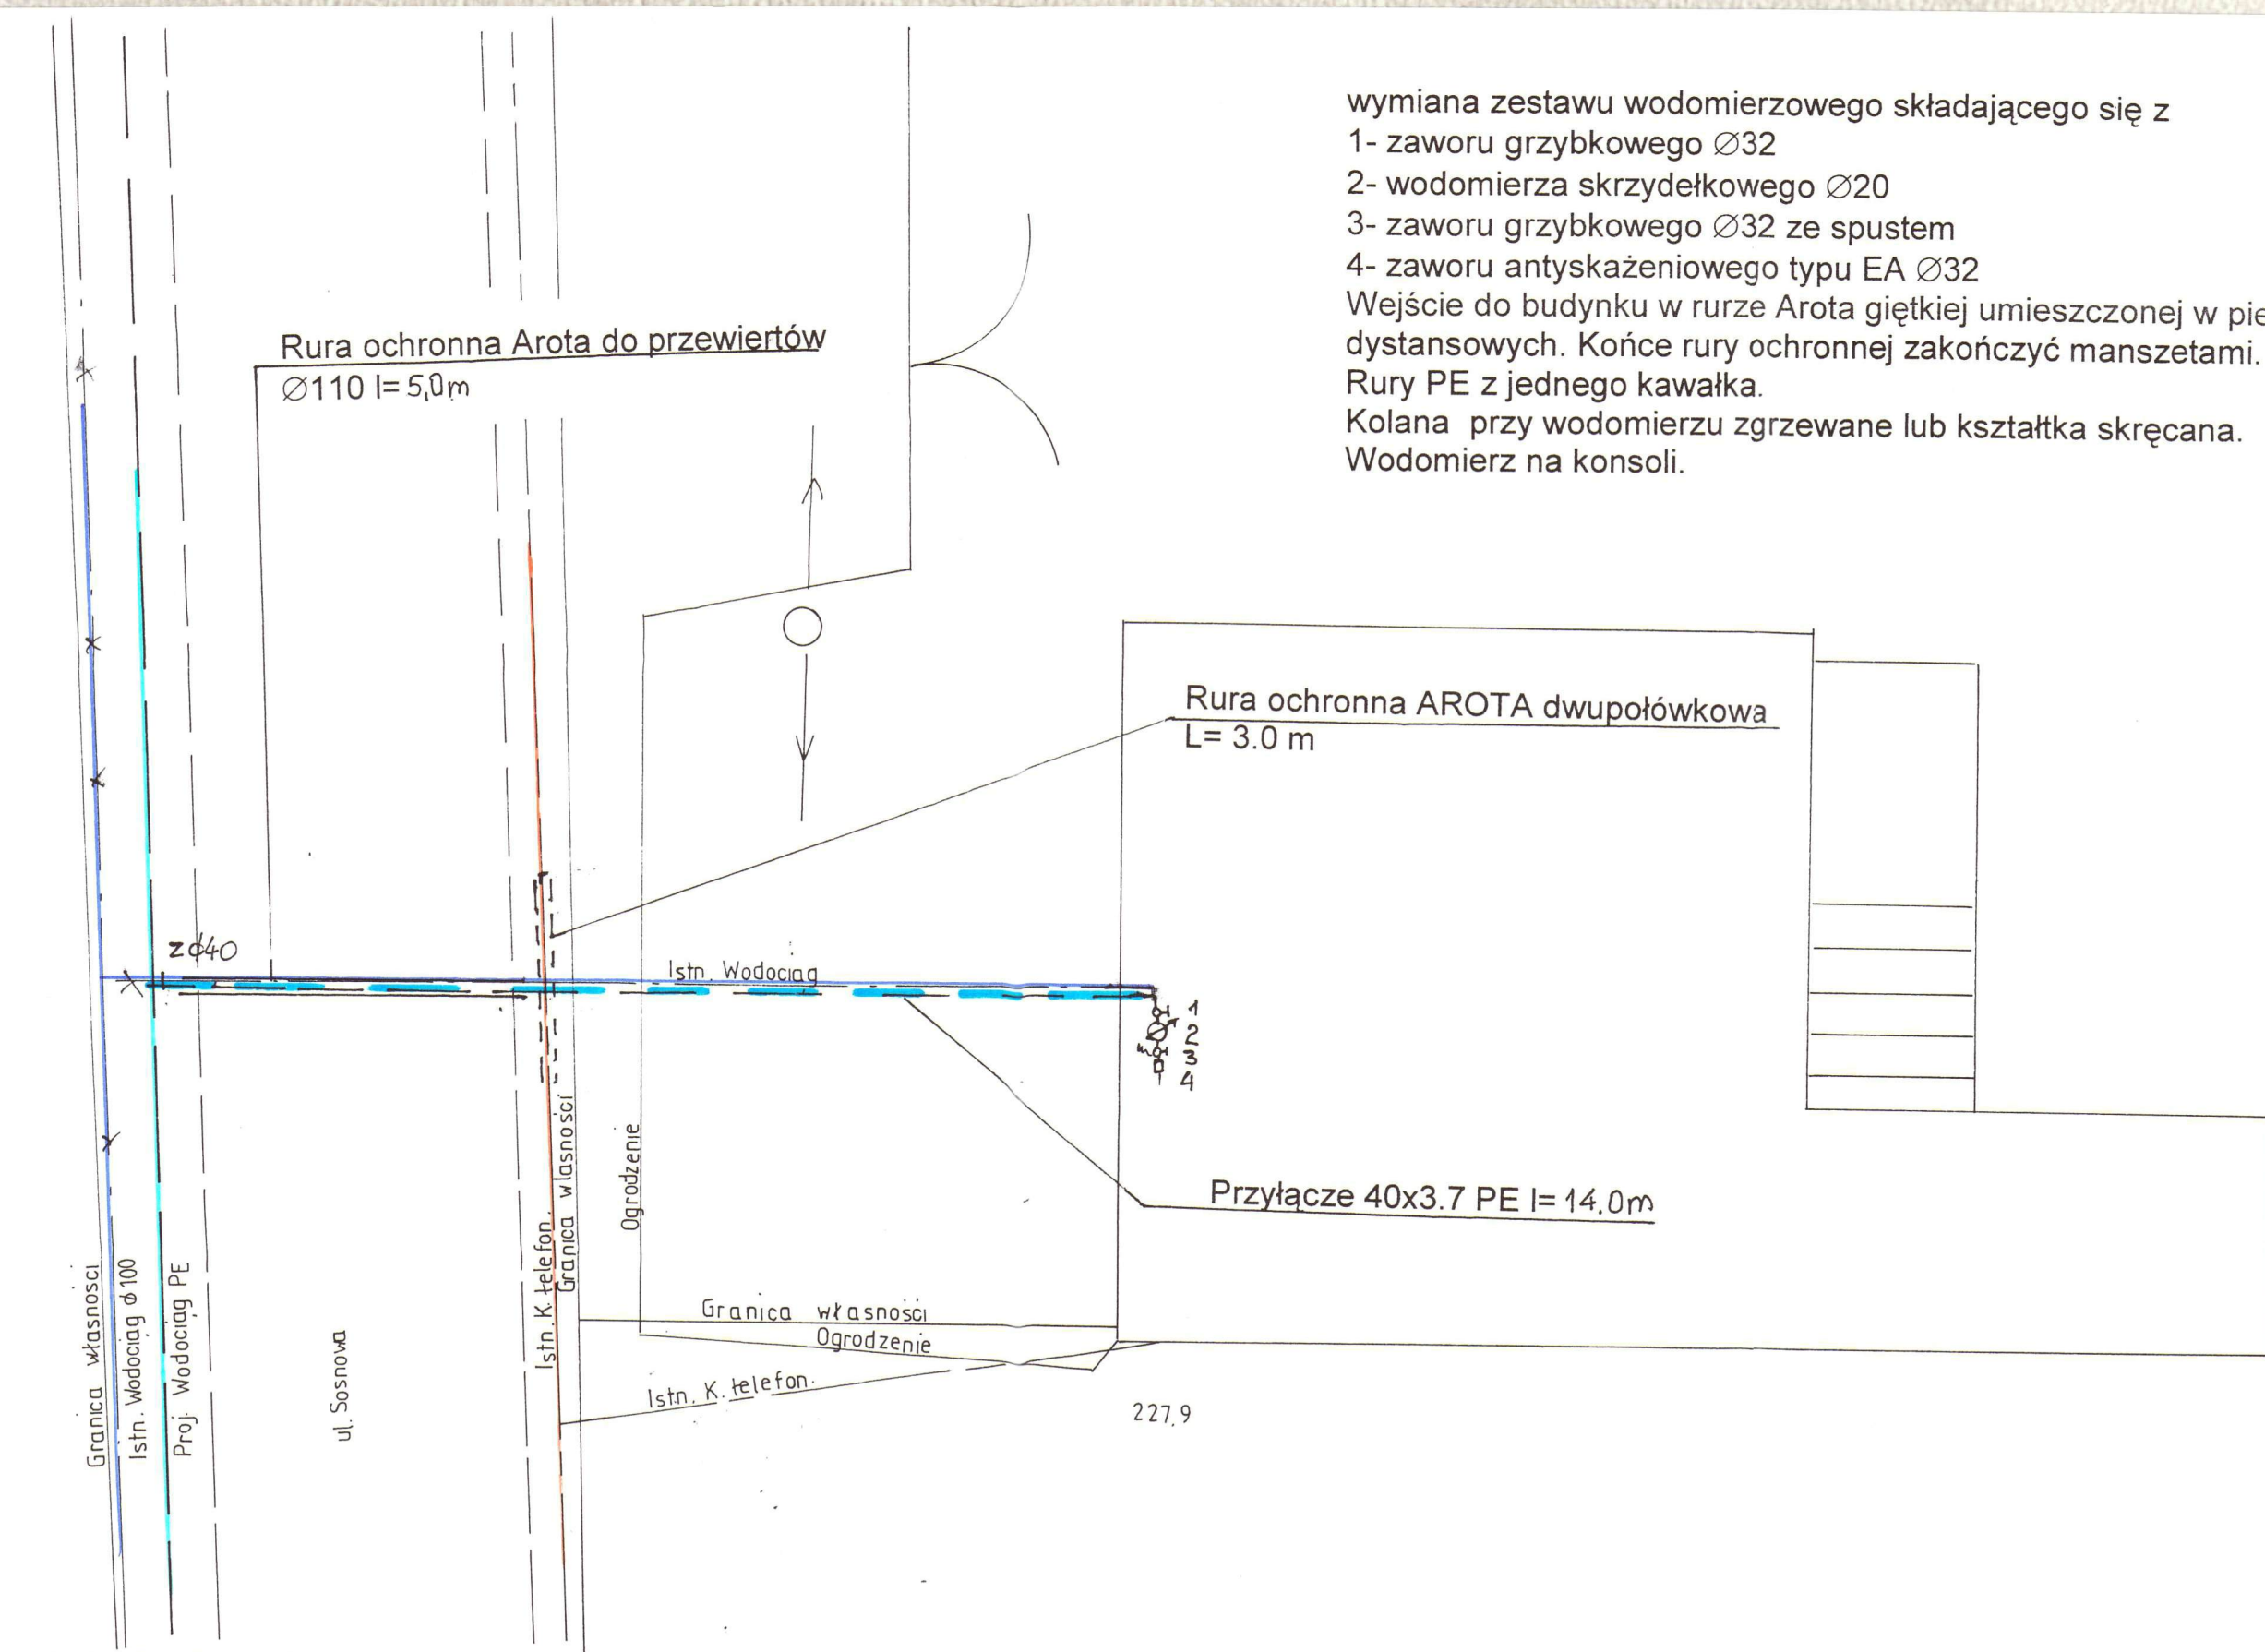 wymiana zestawu wodomierzowego składającego się z
1- zaworu grzybkowego ∅32
2- wodomierza skrzydełkowego ∅20
3- zaworu grzybkowego ∅32 ze spustem
4- zaworu antyskażeniowego typu EA ∅32
Wejście do budynku w rurze Arota giętkiej umieszczonej w pie
dystansowych. Końce rury ochronnej zakończyć manszetami.
Rury PE z jednego kawałka.
Kolana przy wodomierzu zgrzewane lub kształtka skręcana.
Wodomierz na konsoli.
Rura ochronna Arota do przewiertów
∅110 l= 5,0m
Rura ochronna AROTA dwupołówkowa
L= 3.0 m
zϕ40
Istn. Wodociąg
1
2
3
4
Przyłącze 40x3.7 PE l= 14.0m
Granica własności
Istn. Wodociąg ϕ100
Proj. Wodociąg PE
ul. Sosnowa
Istn. K. telefon.
Granica wlasności
Ogrodzenie
Granica własności
Ogrodzenie
Istn. K. telefon.
227,9